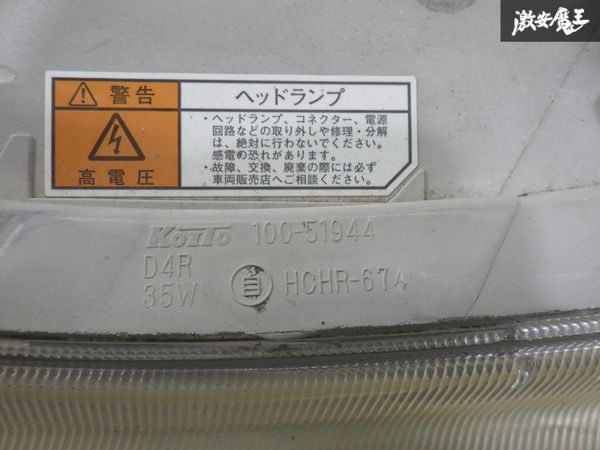 激安魔王
警告
高電圧
ヘッドランプ
・ヘッドランプ、コネクター、電源
回路などの取り外しや修理・分解
は、絶対に行わないでください。
感電の恐れがあります。
・故障、交換、廃棄の際には必ず
車両販売店へご相談ください。
KOITO 100-51944
D4R
35W 自 HCHR-674